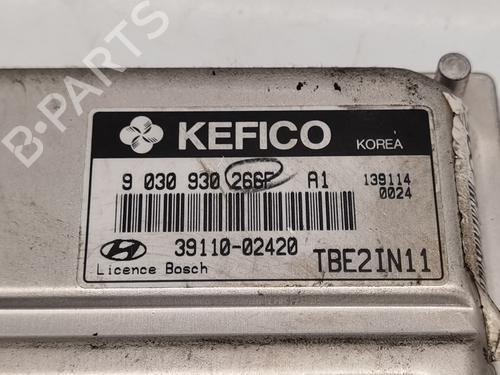 B-PARTS
KEFICO
KOREA
9 030 930 266F A1
139114
0024
39110-02420
Licence Bosch
TBE2IN11